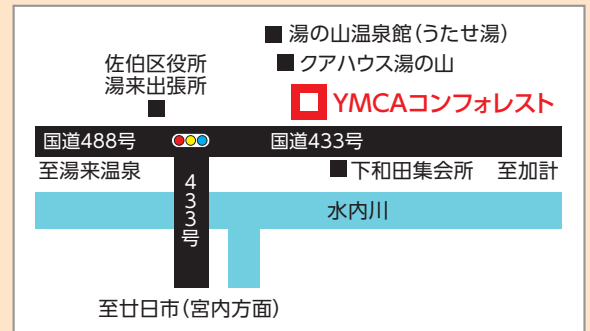 湯の山温泉館(うたせ湯)
佐伯区役所
湯来出張所
クアハウス湯の山
YMCAコンフォレスト
国道488号
国道433号
至湯来温泉
下和田集会所
至加計
433号
水内川
至廿日市(宮内方面)